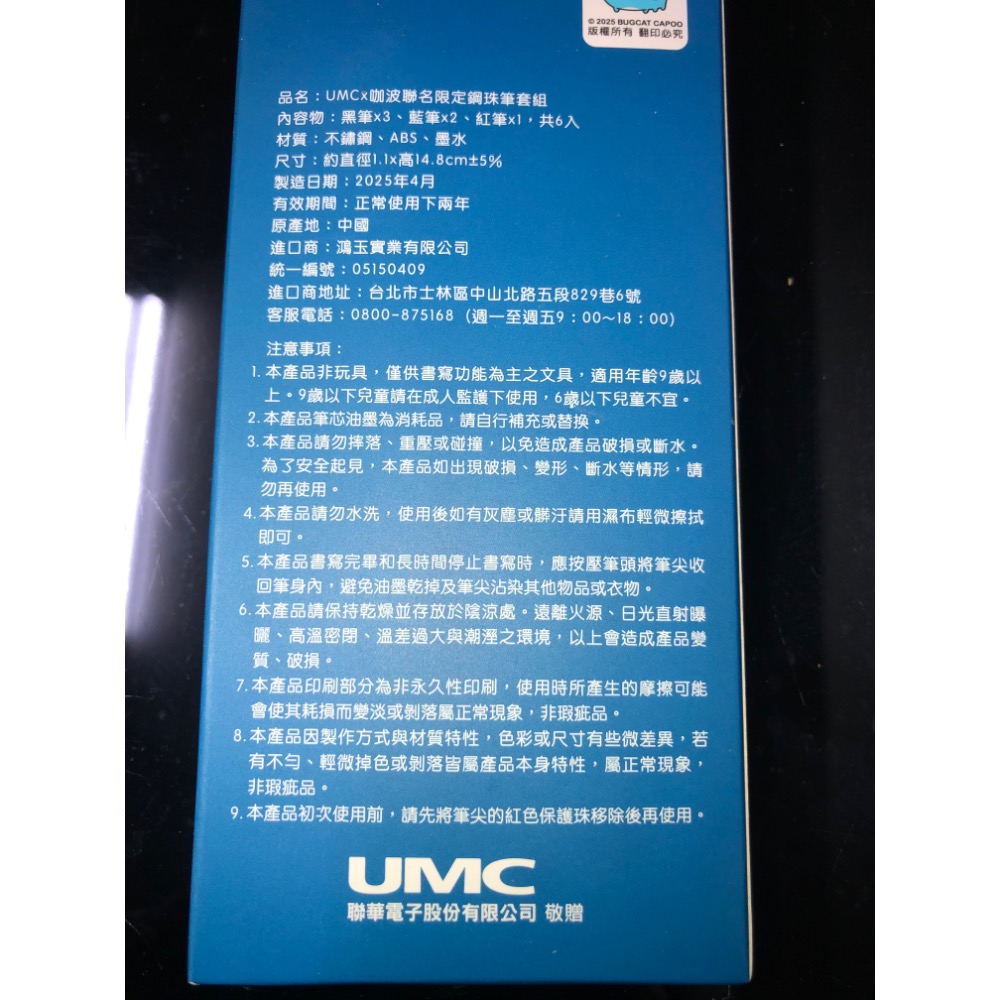 © 2025 BUGCAT CAPOO
版權所有 翻印必究
品名：UMCx咖波聯名限定鋼珠筆套組
內容物：黑筆x3、藍筆x2、紅筆x1，共6入
材質：不鏽鋼、ABS、墨水
尺寸：約直徑1.1x高14.8cm±5%
製造日期：2025年4月
有效期間：正常使用下兩年
原產地：中國
進口商：鴻玉實業有限公司
統一編號：05150409
進口商地址：台北市士林區中山北路五段829巷6號
客服電話：0800-875168（週一至週五9：00~18：00)
注意事項：
1. 本產品非玩具，僅供書寫功能為主之文具，適用年齡9歲以
上。9歲以下兒童請在成人監護下使用，6歲以下兒童不宜。
2. 本產品筆芯油墨為消耗品，請自行補充或替換。
3. 本產品請勿摔落、重壓或碰撞，以免造成產品破損或斷水。
為了安全起見，本產品如出現破損、變形、斷水等情形，請
勿再使用。
4. 本產品請勿水洗，使用後如有灰塵或髒汙請用濕布輕微擦拭
即可。
5. 本產品書寫完畢和長時間停止書寫時，應按壓筆頭將筆尖收
回筆身內，避免油墨乾掉及筆尖沾染其他物品或衣物。
6. 本產品請保持乾燥並存放於陰涼處。遠離火源、日光直射曝
曬、高溫密閉、溫差過大與潮溼之環境，以上會造成產品變
質、破損。
7. 本產品印刷部分為非永久性印刷，使用時所產生的摩擦可能
會使其耗損而變淡或剝落屬正常現象，非瑕疵品。
8. 本產品因製作方式與材質特性，色彩或尺寸有些微差異，若
有不勻、輕微掉色或剝落皆屬產品本身特性，屬正常現象，
非瑕疵品。
9. 本產品初次使用前，請先將筆尖的紅色保護珠移除後再使用。
UMC
聯華電子股份有限公司 敬贈